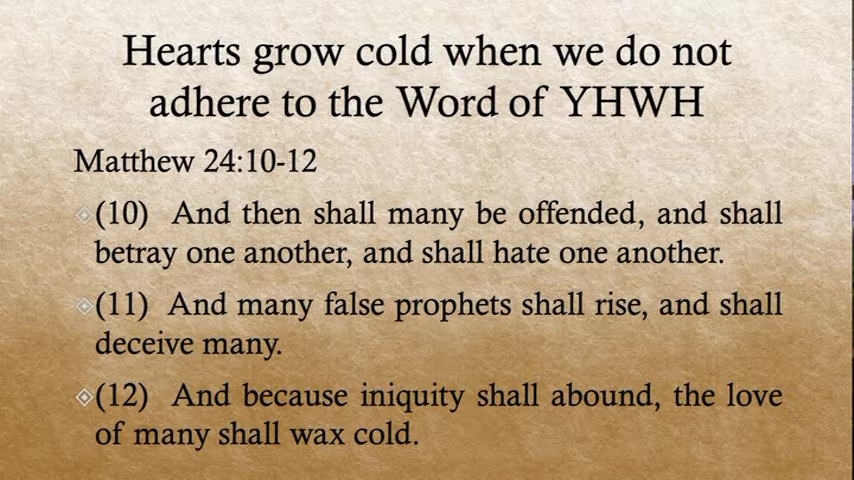 Hearts grow cold when we do not
adhere to the Word of YHWH
Matthew 24:10-12
(10) And then shall many be offended, and shall
betray one another, and shall hate one another.
(11) And many false prophets shall rise, and shall
deceive many.
(12) And because iniquity shall abound, the love
of many shall wax cold.